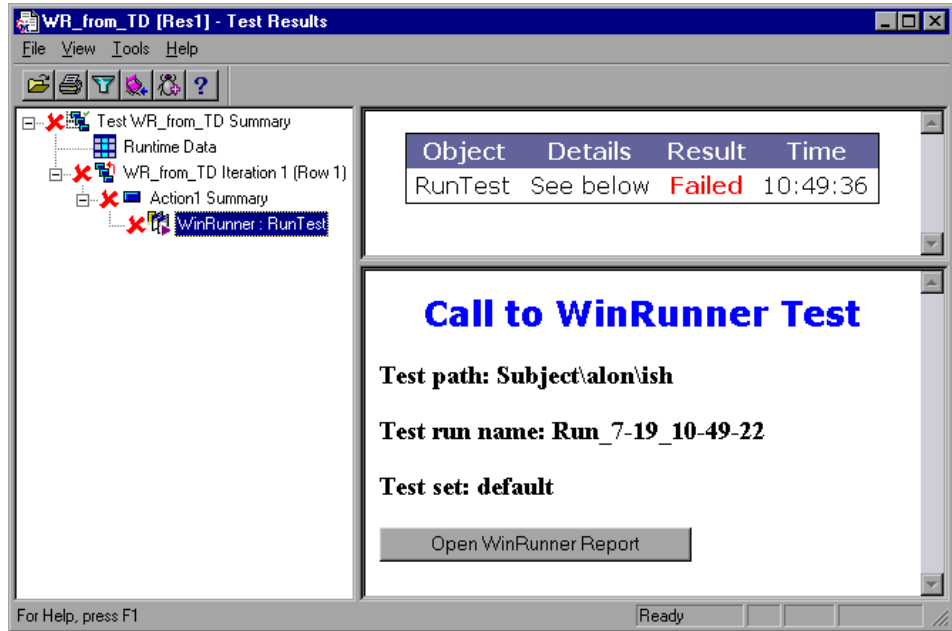 WR_from_TD [Res1] - Test Results
File View Tools Help
?
Test WR_from_TD Summary
Runtime Data
WR_from_TD Iteration 1 (Row 1)
Action1 Summary
WinRunner : RunTest
Object Details Result Time
RunTest See below Failed 10:49:36
Call to WinRunner Test
Test path: Subject\alon\ish
Test run name: Run_7-19_10-49-22
Test set: default
Open WinRunner Report
For Help, press F1
Ready